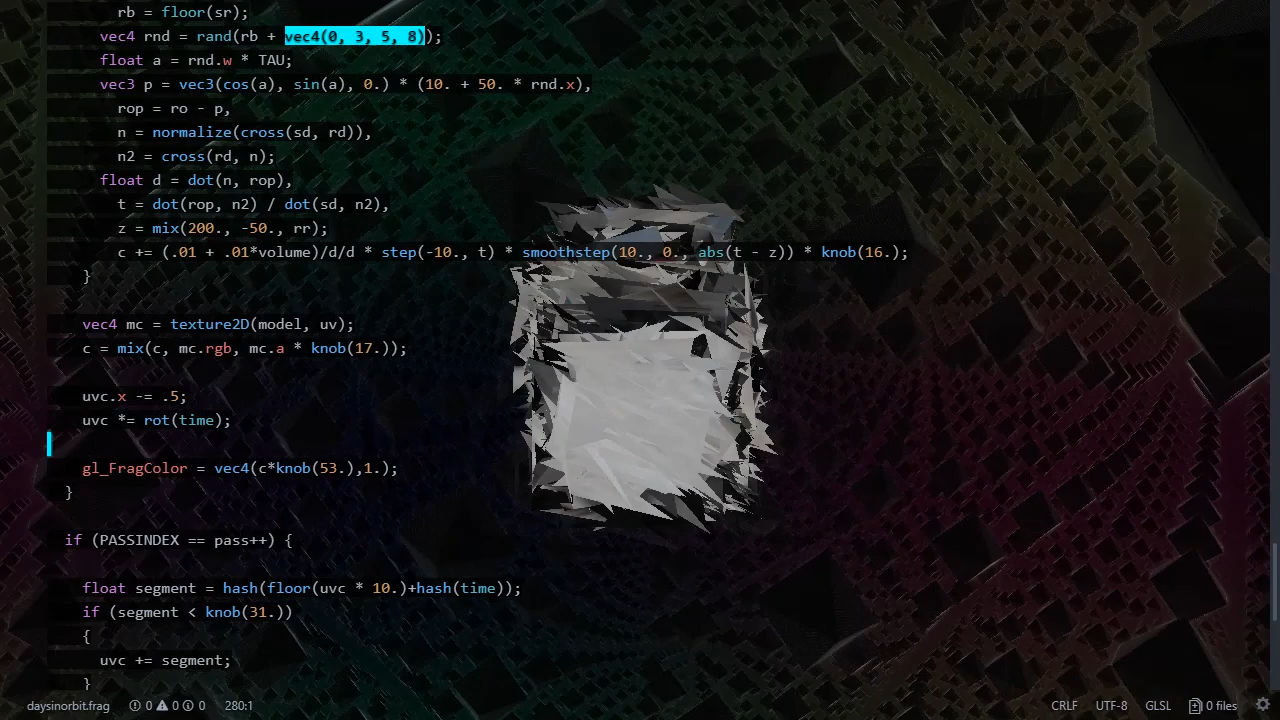 rb = floor(sr);
vec4 rnd = rand(rb + vec4(0, 3, 5, 8));
float a = rnd.w * TAU;
vec3 p = vec3(cos(a), sin(a), 0.) * (10. + 50. * rnd.x),
rop = ro - p,
n = normalize(cross(sd, rd)),
n2 = cross(rd, n);
float d = dot(n, rop),
t = dot(rop, n2) / dot(sd, n2),
z = mix(200., -50., rr);
c += (.01 + .01*volume)/d/d * step(-10., t) * smoothstep(10., 0., abs(t - z)) * knob(16.);
}
vec4 mc = texture2D(model, uv);
c = mix(c, mc.rgb, mc.a * knob(17.));
uvc.x -= .5;
uvc *= rot(time);
gl_FragColor = vec4(c*knob(53.),1.);
}
if (PASSINDEX == pass++) {
float segment = hash(floor(uvc * 10.)+hash(time));
if (segment < knob(31.))
{
uvc += segment;
}
daysinorbit.frag 0 0 0 280:1 CRLF UTF-8 GLSL 0 files